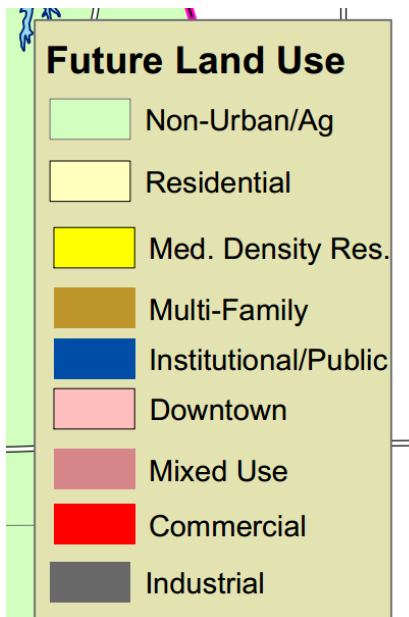 Future Land Use
Non-Urban/Ag
Residential
Med. Density Res.
Multi-Family
Institutional/Public
Downtown
Mixed Use
Commercial
Industrial